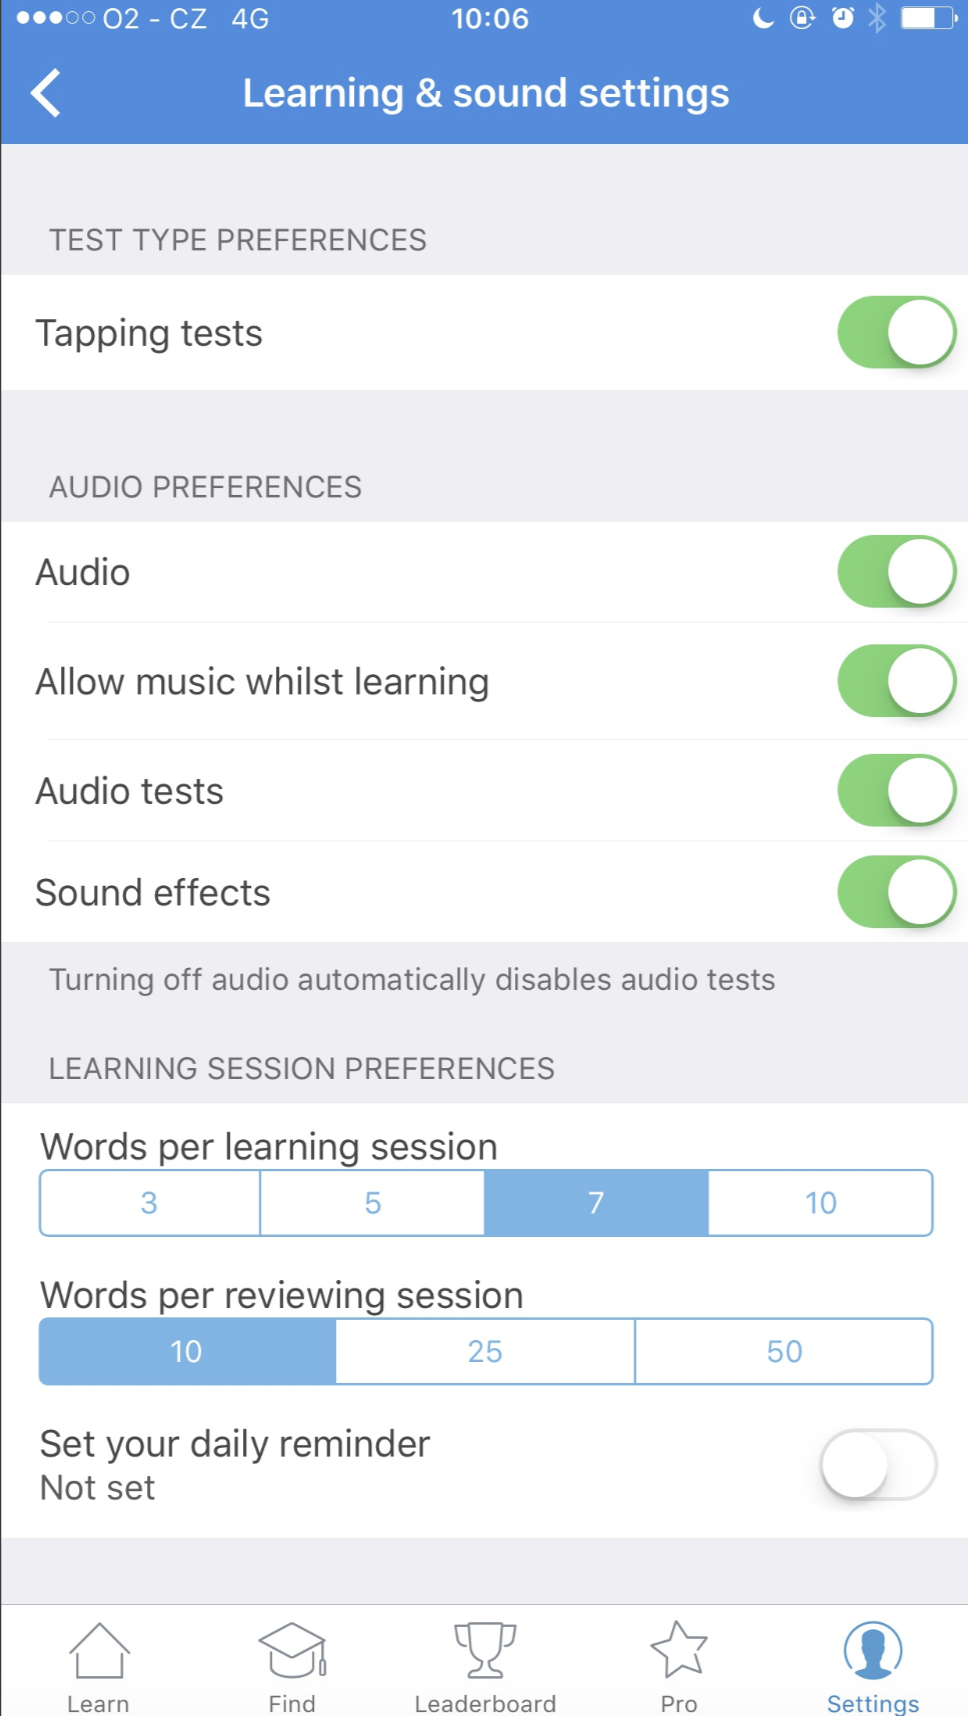 O2 - CZ 4G 10:06
Learning & sound settings
TEST TYPE PREFERENCES
Tapping tests
AUDIO PREFERENCES
Audio
Allow music whilst learning
Audio tests
Sound effects
Turning off audio automatically disables audio tests
LEARNING SESSION PREFERENCES
Words per learning session
3 5 7 10
Words per reviewing session
10 25 50
Set your daily reminder
Not set
Learn Find Leaderboard Pro Settings